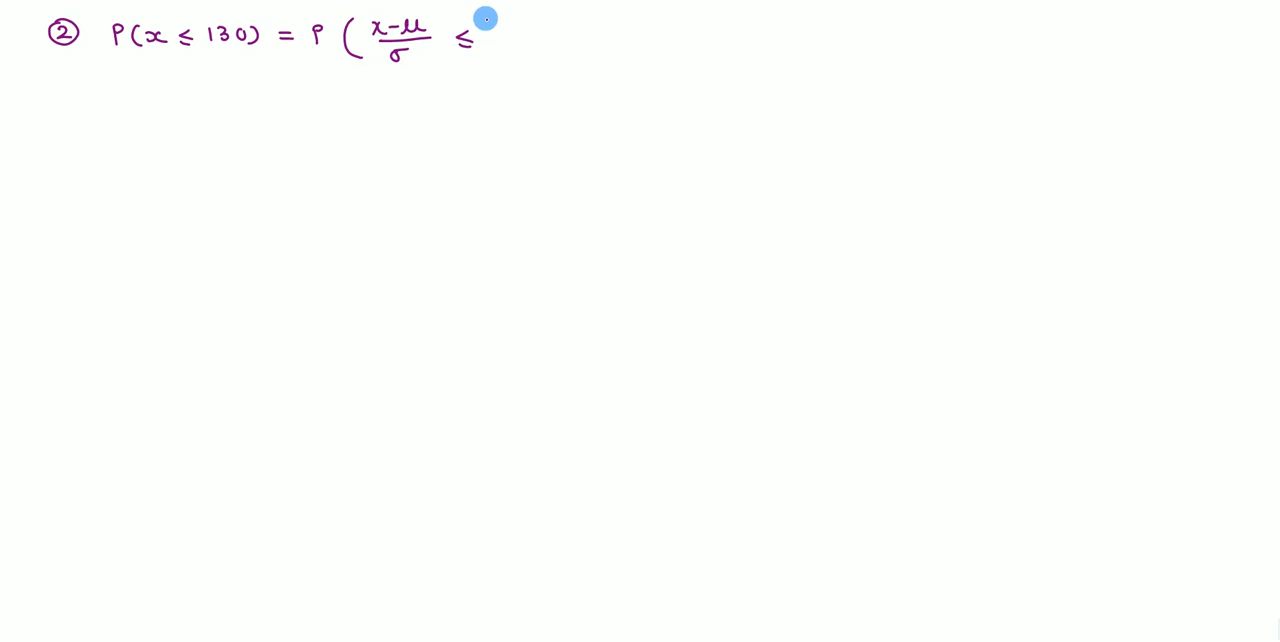 ② P(x ≤ 130) = P ( x-μ / σ ≤